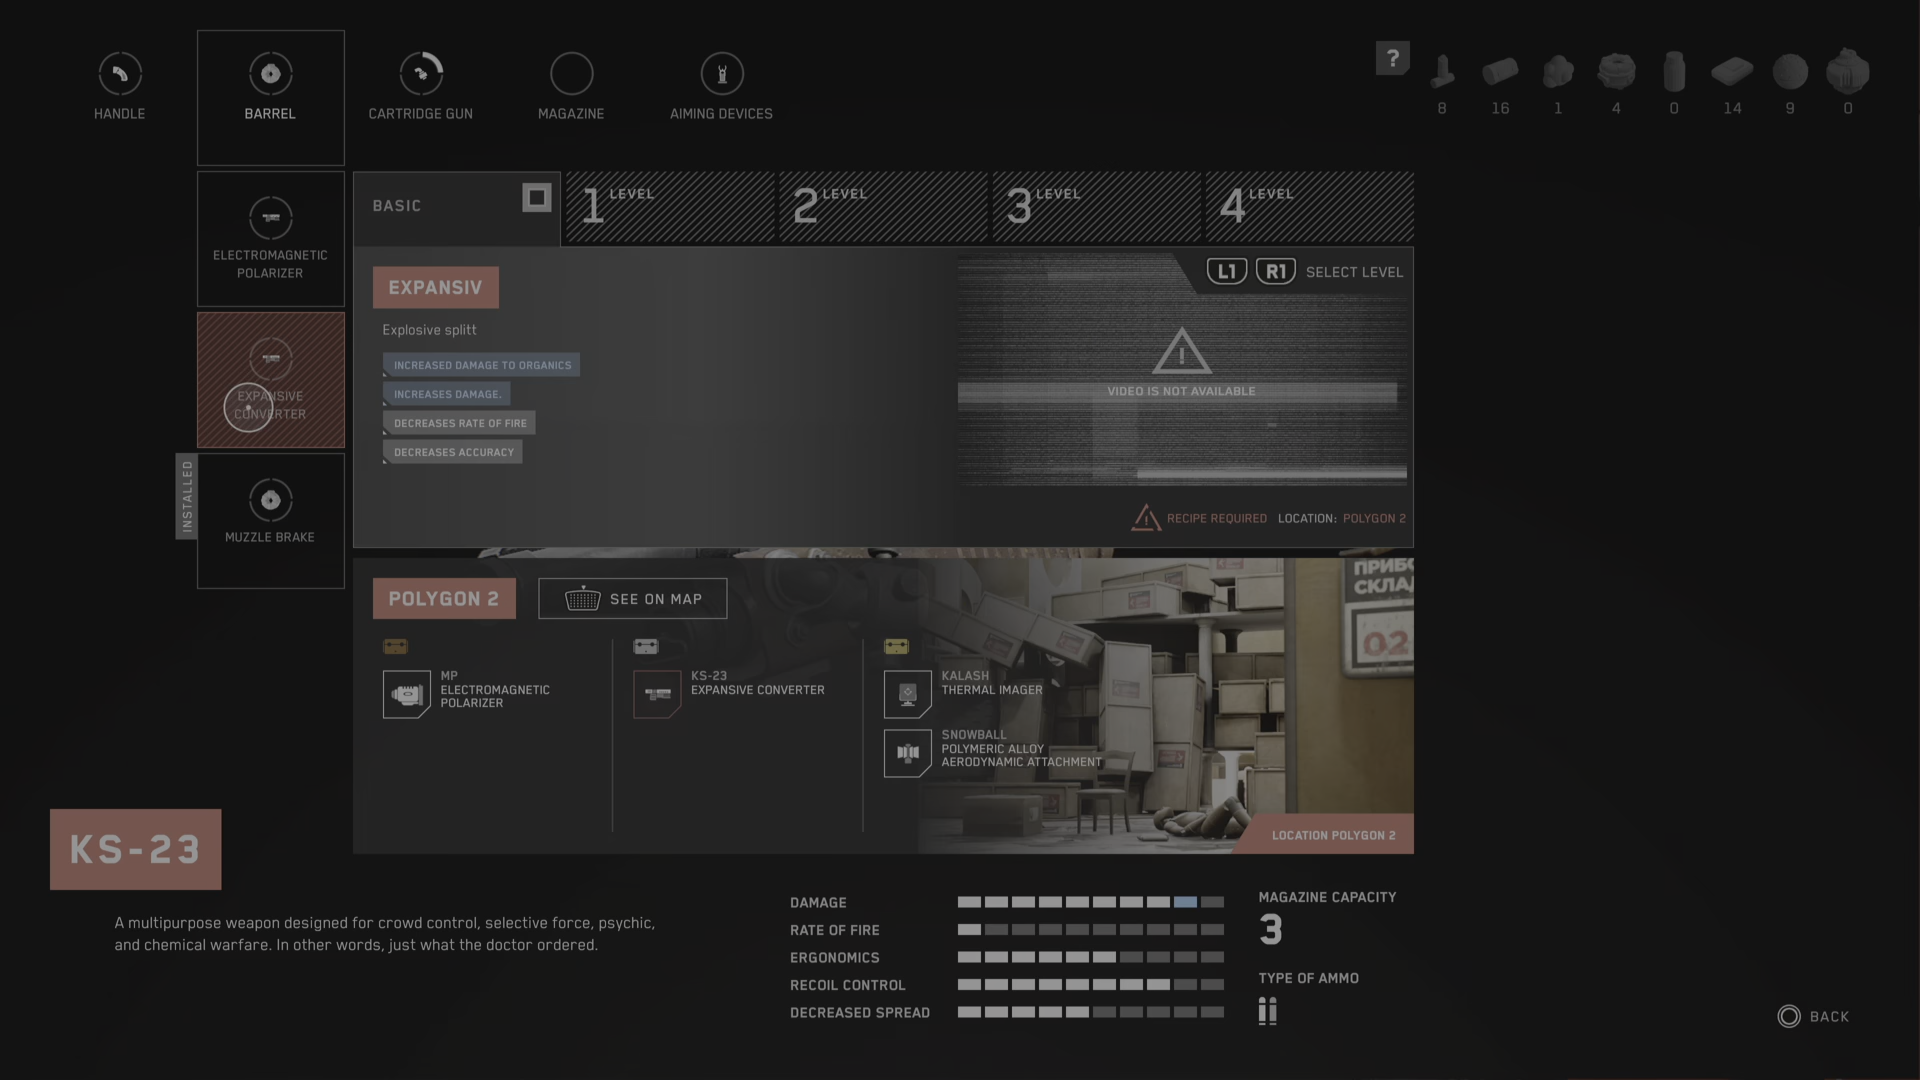 HANDLE
BARREL
CARTRIDGE GUN
MAGAZINE
AIMING DEVICES
?
8
16
1
4
0
14
9
0
ELECTROMAGNETIC
POLARIZER
EXPANSIVE
CONVERTER
INSTALLED
MUZZLE BRAKE
BASIC
1 LEVEL
2 LEVEL
3 LEVEL
4 LEVEL
EXPANSIV
L1 R1 SELECT LEVEL
Explosive splitt
INCREASED DAMAGE TO ORGANICS
INCREASES DAMAGE.
DECREASES RATE OF FIRE
DECREASES ACCURACY
VIDEO IS NOT AVAILABLE
RECIPE REQUIRED LOCATION: POLYGON 2
POLYGON 2
SEE ON MAP
MP
ELECTROMAGNETIC
POLARIZER
KS-23
EXPANSIVE CONVERTER
KALASH
THERMAL IMAGER
SNOWBALL
POLYMERIC ALLOY
AERODYNAMIC ATTACHMENT
ПРИБО
СКЛА
02
LOCATION POLYGON 2
KS-23
A multipurpose weapon designed for crowd control, selective force, psychic,
and chemical warfare. In other words, just what the doctor ordered.
DAMAGE
RATE OF FIRE
ERGONOMICS
RECOIL CONTROL
DECREASED SPREAD
MAGAZINE CAPACITY
3
TYPE OF AMMO
BACK